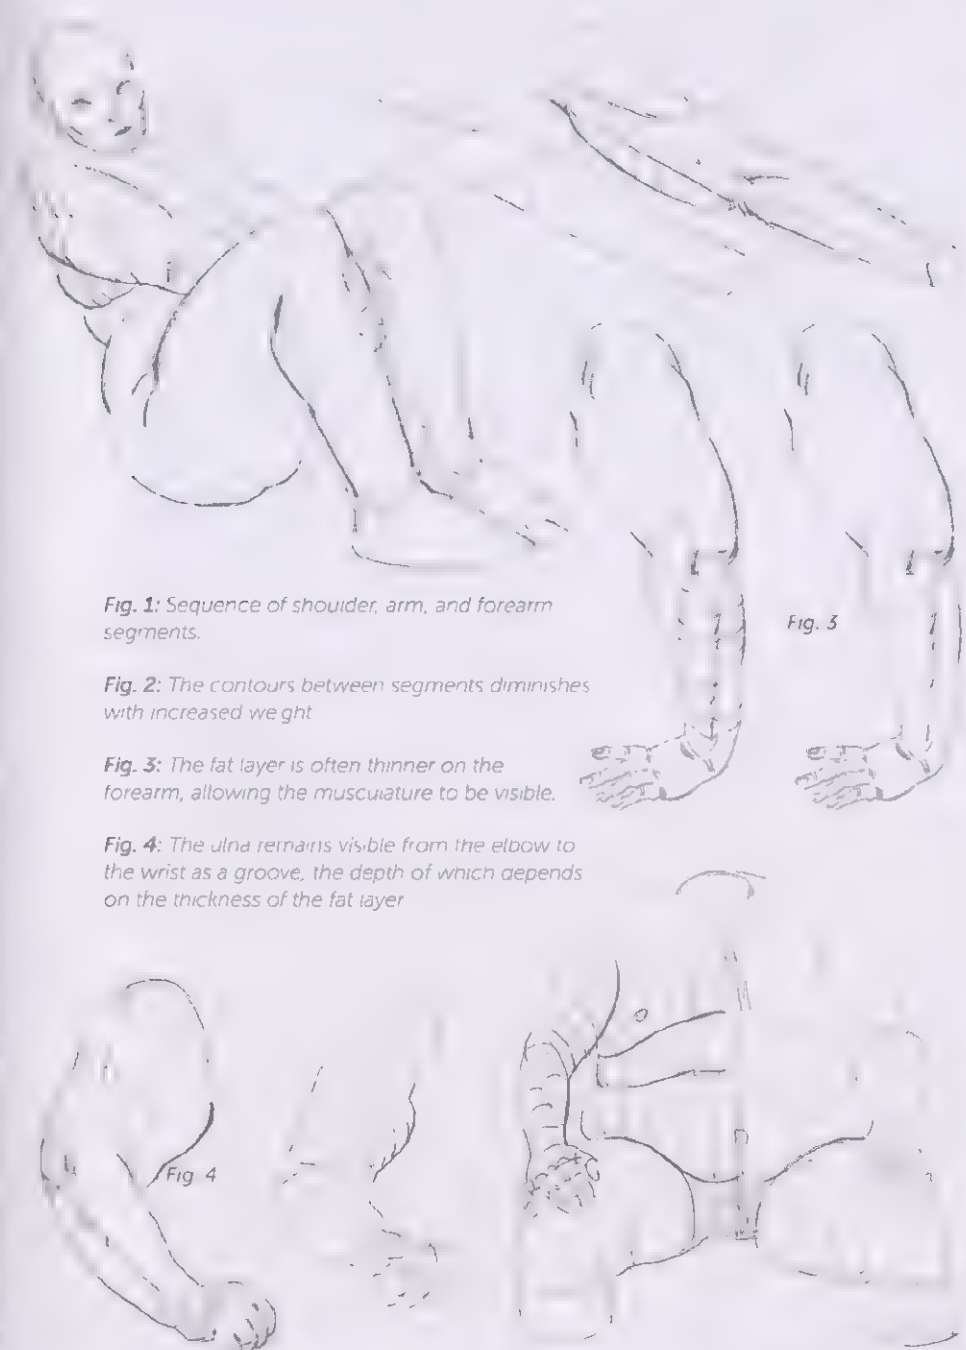 Fig. 1: Sequence of shoulder, arm, and forearm
segments.
Fig. 2: The contours between segments diminishes
with increased weight
Fig. 3
Fig. 3: The fat layer is often thinner on the
forearm, allowing the musculature to be visible.
Fig. 4: The ulna remains visible from the elbow to
the wrist as a groove, the depth of which depends
on the thickness of the fat layer
Fig 4